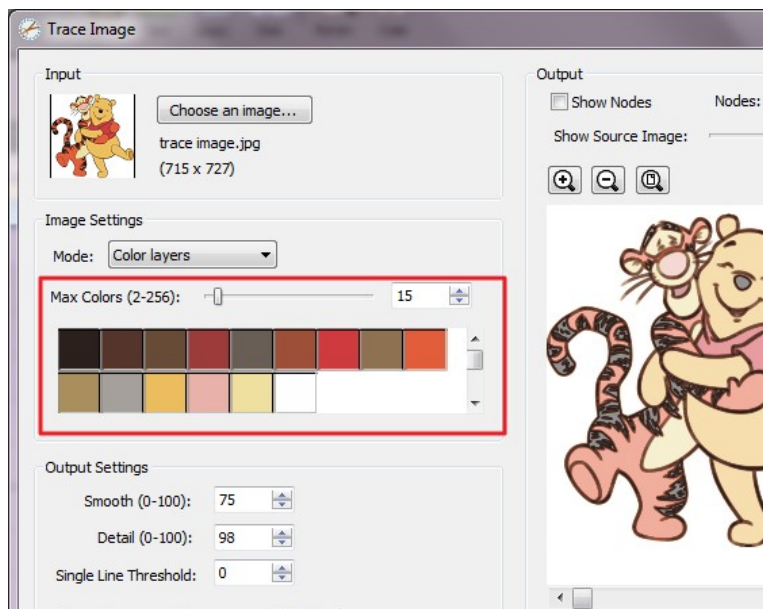 Trace Image
Input
Choose an image...
trace image.jpg
(715 x 727)
Image Settings
Mode: Color layers
Max Colors (2-256): 15
Output Settings
Smooth (0-100): 75
Detail (0-100): 98
Single Line Threshold: 0
Output
Show Nodes Nodes:
Show Source Image: